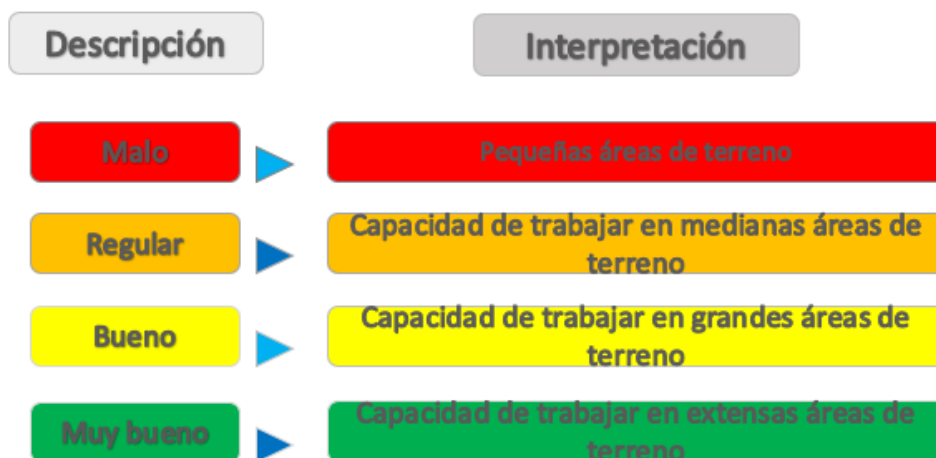 Descripción
Interpretación
Malo
Pequeñas áreas de terreno
Regular
Capacidad de trabajar en medianas áreas de
terreno
Bueno
Capacidad de trabajar en grandes áreas de
terreno
Muy bueno
Capacidad de trabajar en extensas áreas de
terreno